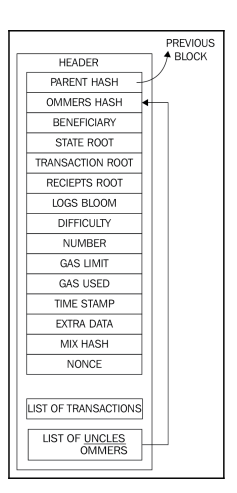 PREVIOUS
BLOCK
HEADER
PARENT HASH
OMMERS HASH
BENEFICIARY
STATE ROOT
TRANSACTION ROOT
RECIEPTS ROOT
LOGS BLOOM
DIFFICULTY
NUMBER
GAS LIMIT
GAS USED
TIME STAMP
EXTRA DATA
MIX HASH
NONCE
LIST OF TRANSACTIONS
LIST OF UNCLES
OMMERS